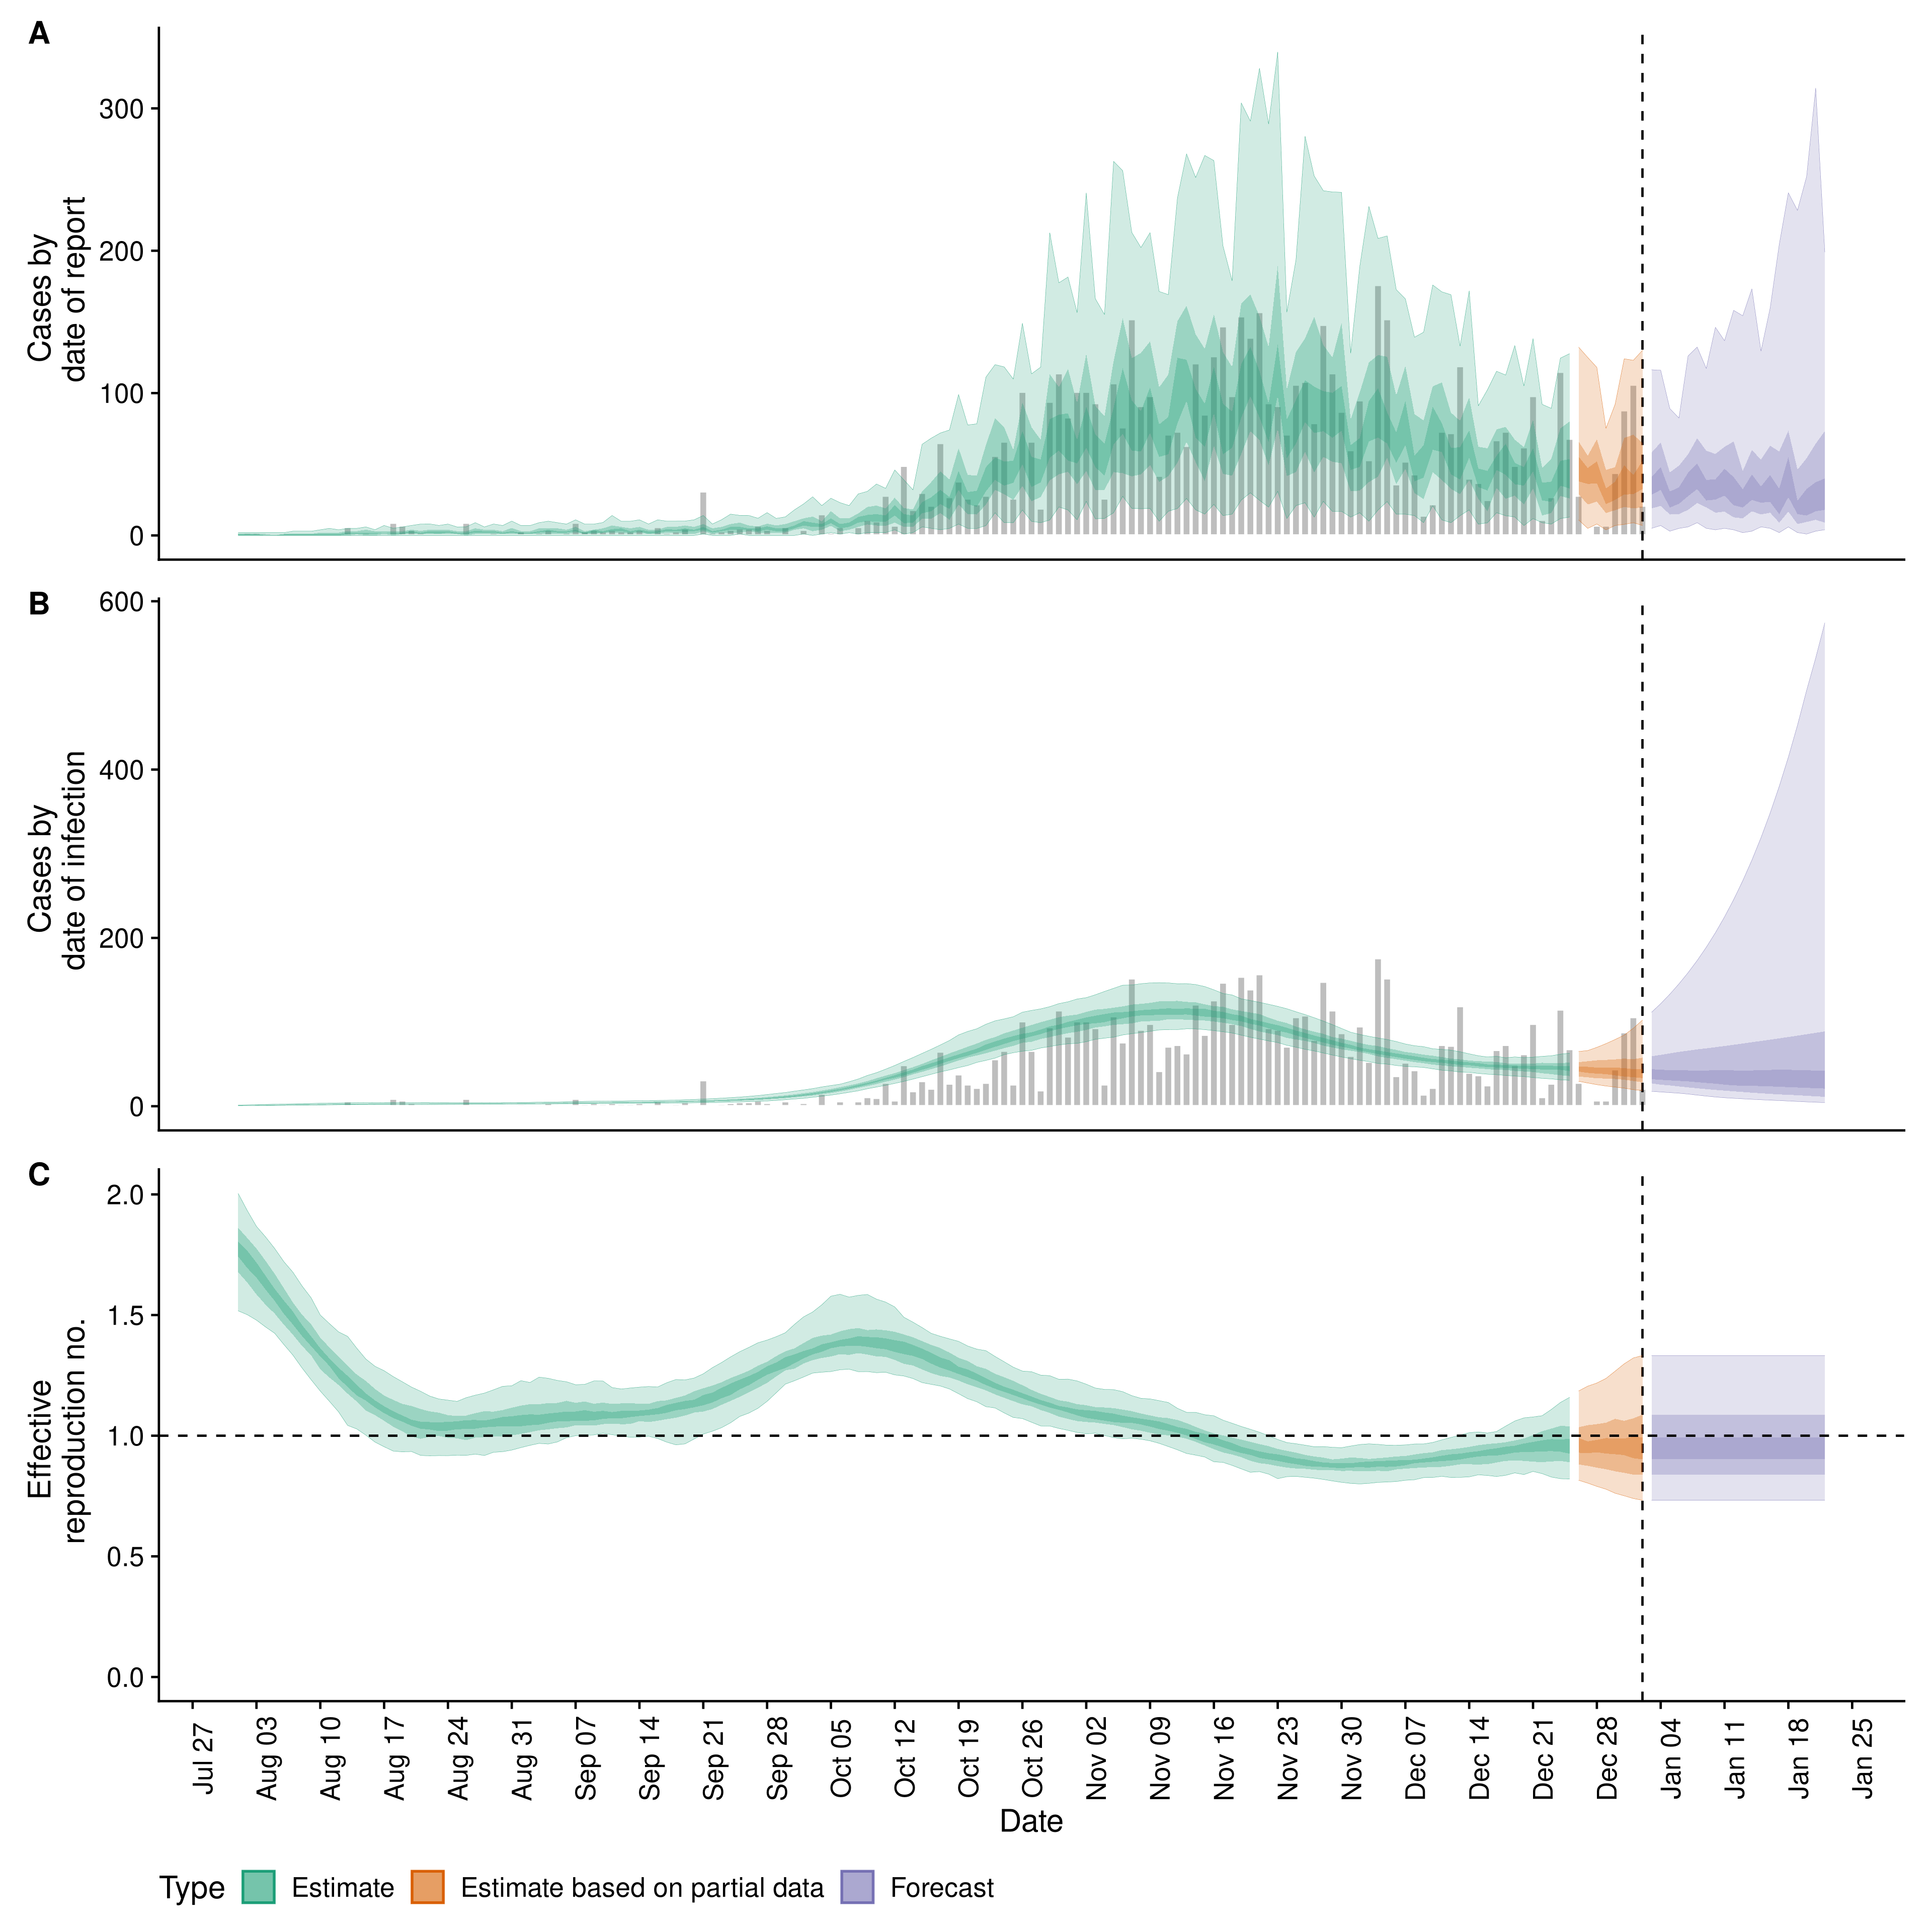 A
Cases by
date of report
300
200
100
0
B
Cases by
date of infection
600
400
200
0
C
Effective
reproduction no.
2.0
1.5
1.0
0.5
0.0
Jul 27
Aug 03
Aug 10
Aug 17
Aug 24
Aug 31
Sep 07
Sep 14
Sep 21
Sep 28
Oct 05
Oct 12
Oct 19
Oct 26
Nov 02
Nov 09
Nov 16
Nov 23
Nov 30
Dec 07
Dec 14
Dec 21
Dec 28
Jan 04
Jan 11
Jan 18
Jan 25
Date
Type Estimate Estimate based on partial data Forecast